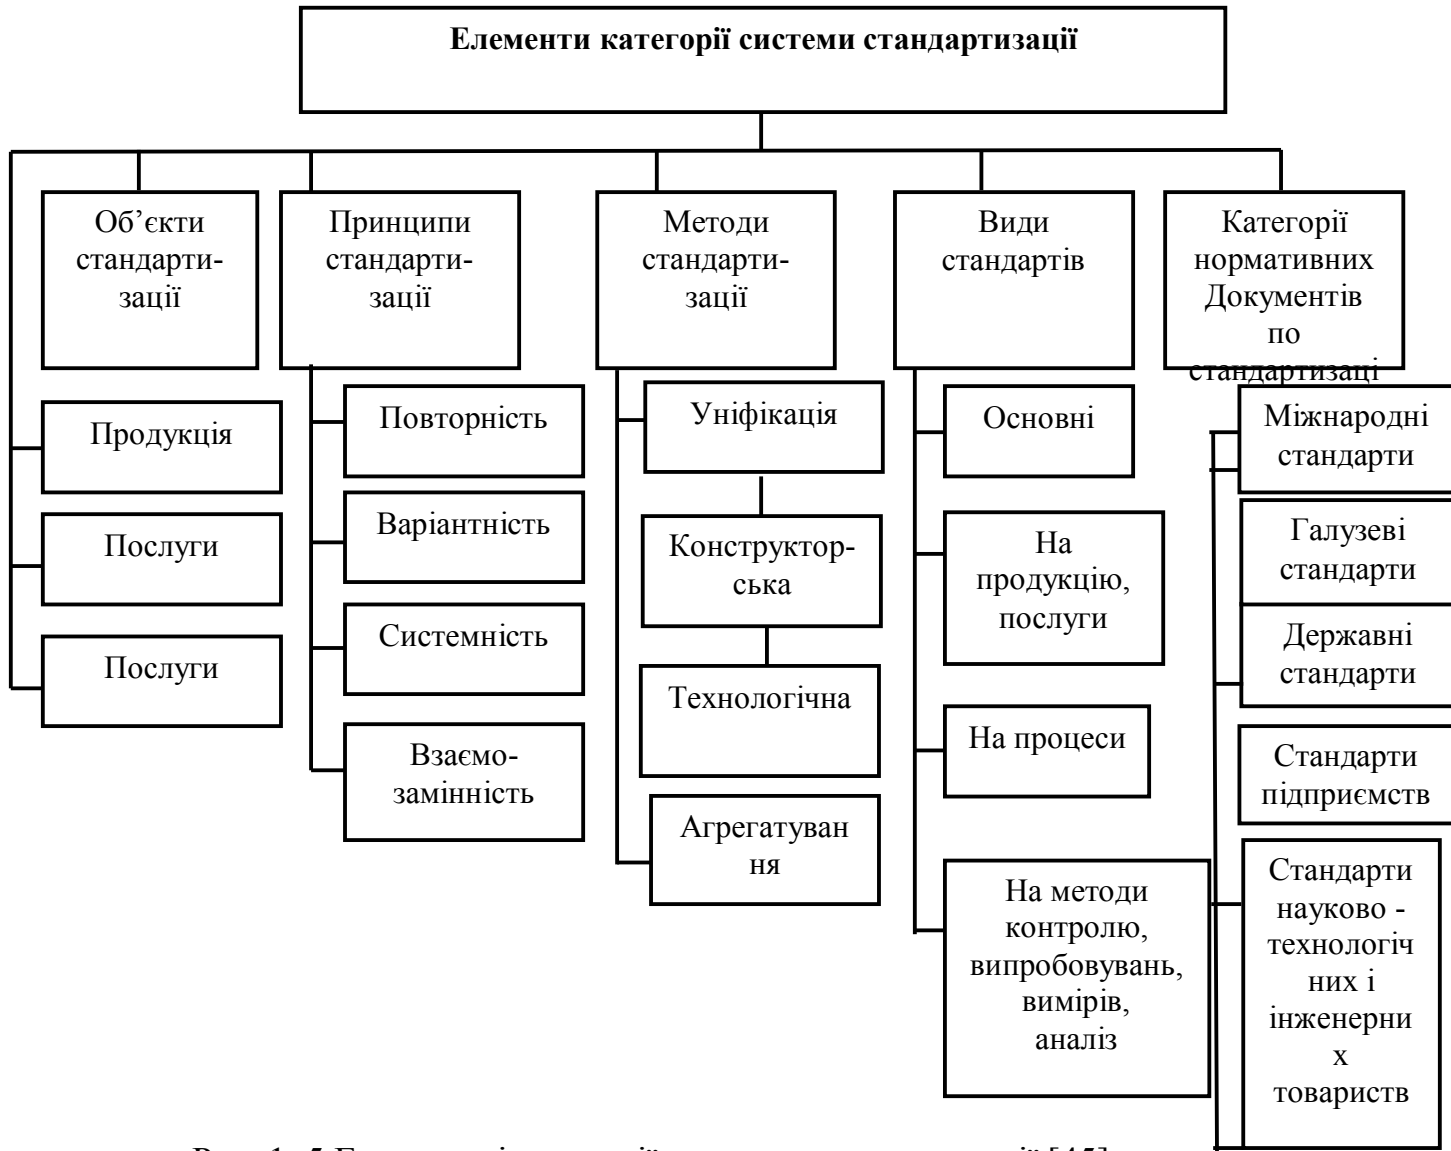 Елементи категорії системи стандартизації
Об’єкти
стандарти-
зації
Принципи
стандарти-
зації
Методи
стандарти-
зації
Види
стандартів
Категорії
нормативних
Документів
по
стандартизаці
Продукція
Послуги
Послуги
Повторність
Варіантність
Системність
Взаємо-
замінність
Уніфікація
Конструктор-
ська
Технологічна
Агрегатуван
ня
Основні
На
продукцію,
послуги
На процеси
На методи
контролю,
випробовувань,
вимірів,
аналіз
Міжнародні
стандарти
Галузеві
стандарти
Державні
стандарти
Стандарти
підприємств
Стандарти
науково -
технологіч
них і
інженерни
х
товариств